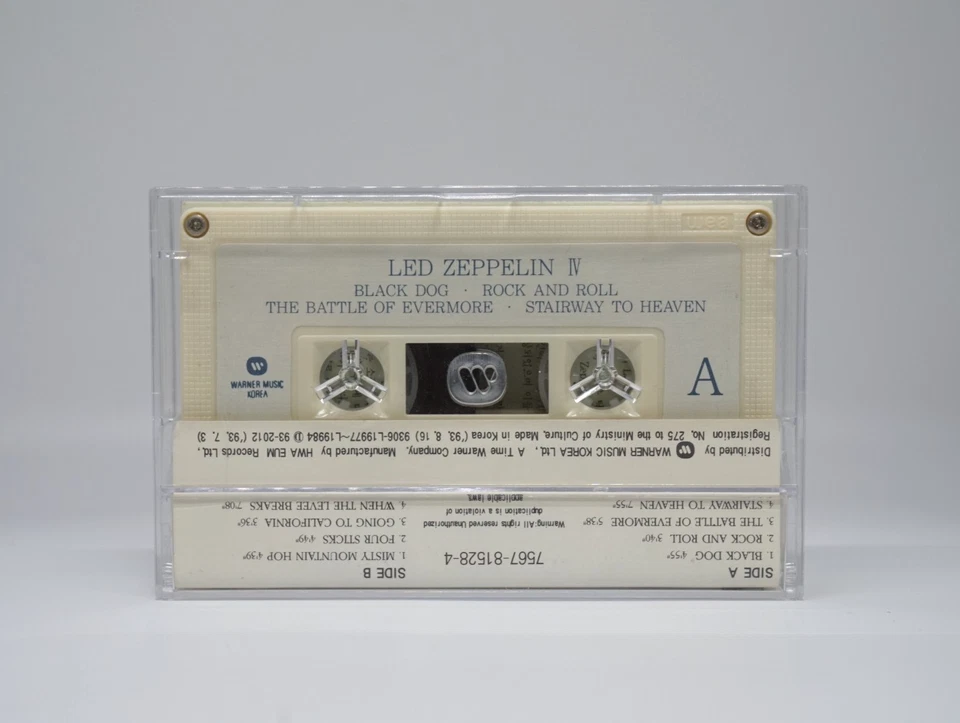 LED ZEPPELIN Ⅳ
BLACK DOG · ROCK AND ROLL
THE BATTLE OF EVERMORE · STAIRWAY TO HEAVEN
WARNER MUSIC
KOREA
A
Distributed by WARNER MUSIC KOREA Ltd., A Time Warner Company, Manufactured by HWA EUM Records Ltd,
Registration No, 275 to the Ministry of Culture, Made in Korea ('93, 8, 16) 9306-L19977~L19984 ① 93-2012 ('93, 7, 3)
SIDE A
1. BLACK DOG 4'55"
2. ROCK AND ROLL 3'40"
3. THE BATTLE OF EVERMORE 5'38"
4. STAIRWAY TO HEAVEN 7'55"
7567-81528-4
Warning:All rights reserved Unauthorized
duplication is a violation of
applicable laws
SIDE B
1. MISTY MOUNTAIN HOP 4'39"
2. FOUR STICKS 4'49"
3. GOING TO CALIFORNIA 3'36"
4. WHEN THE LEVEE BREAKS 7'08"